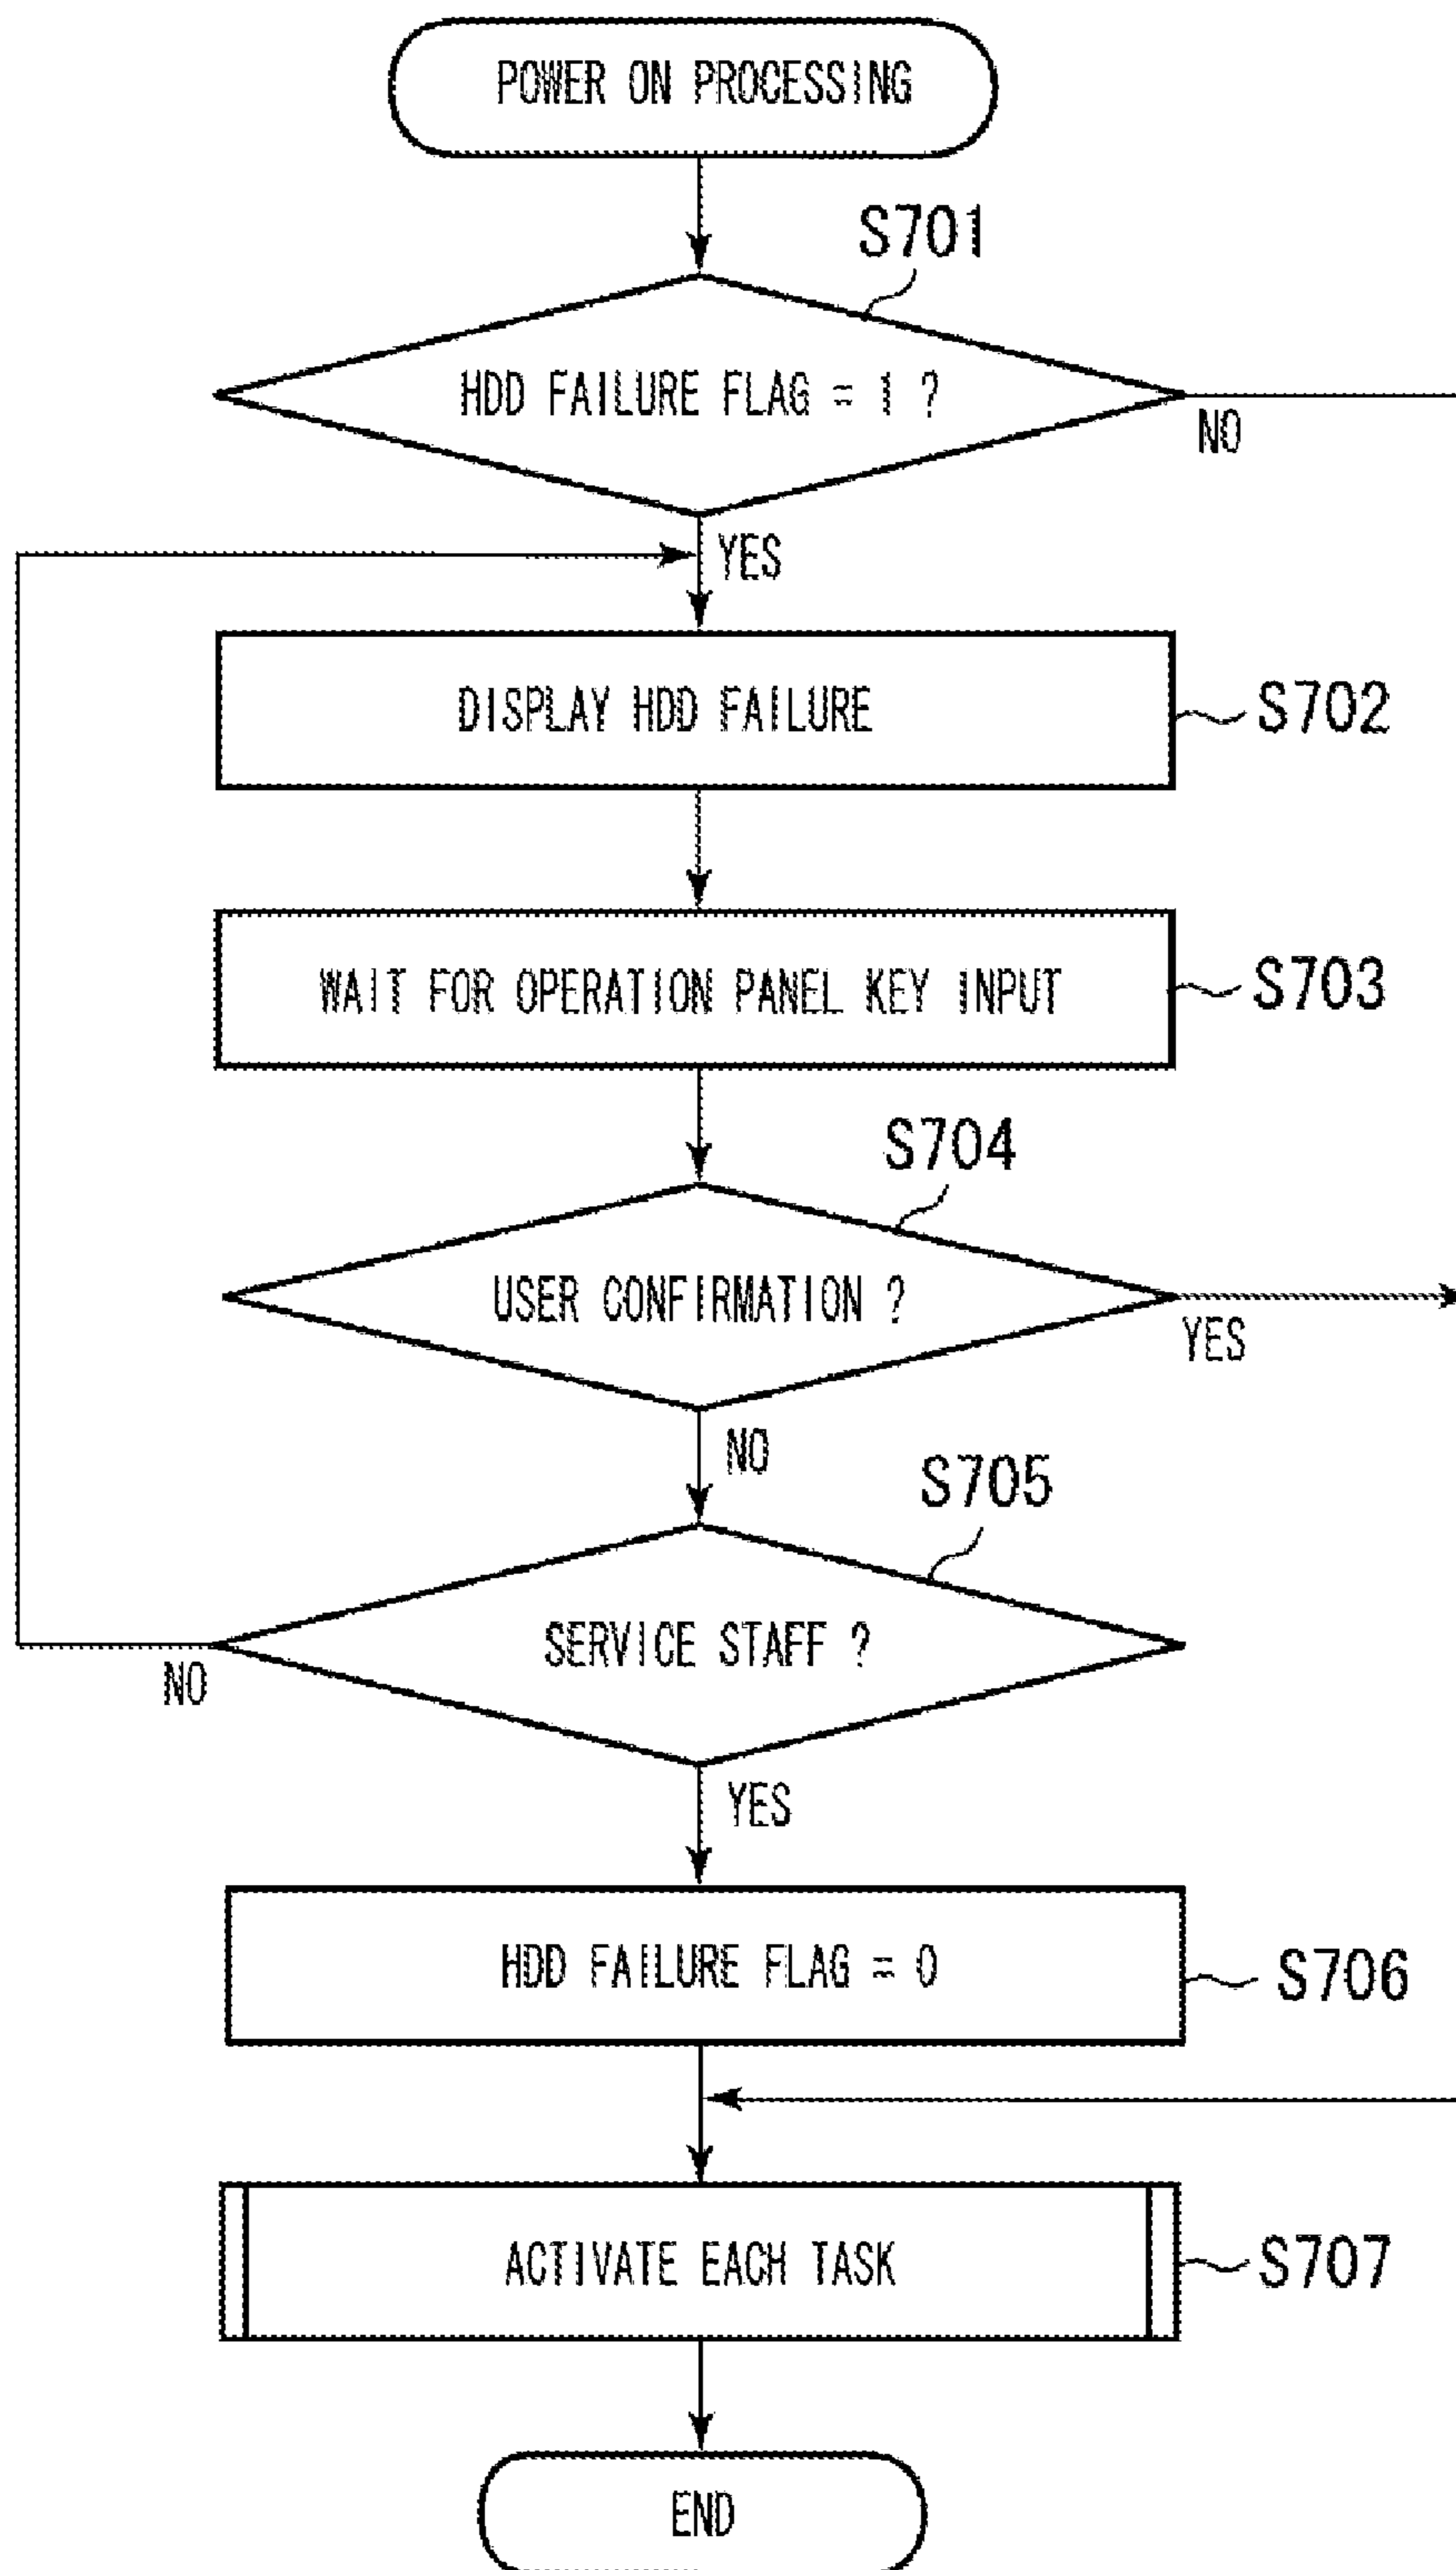 POWER ON PROCESSING
S701
HDD FAILURE FLAG = 1 ?
NO
YES
DISPLAY HDD FAILURE
S702
WAIT FOR OPERATION PANEL KEY INPUT
S703
S704
USER CONFIRMATION ?
YES
NO
S705
SERVICE STAFF ?
NO
YES
HDD FAILURE FLAG = 0
S706
ACTIVATE EACH TASK
S707
END